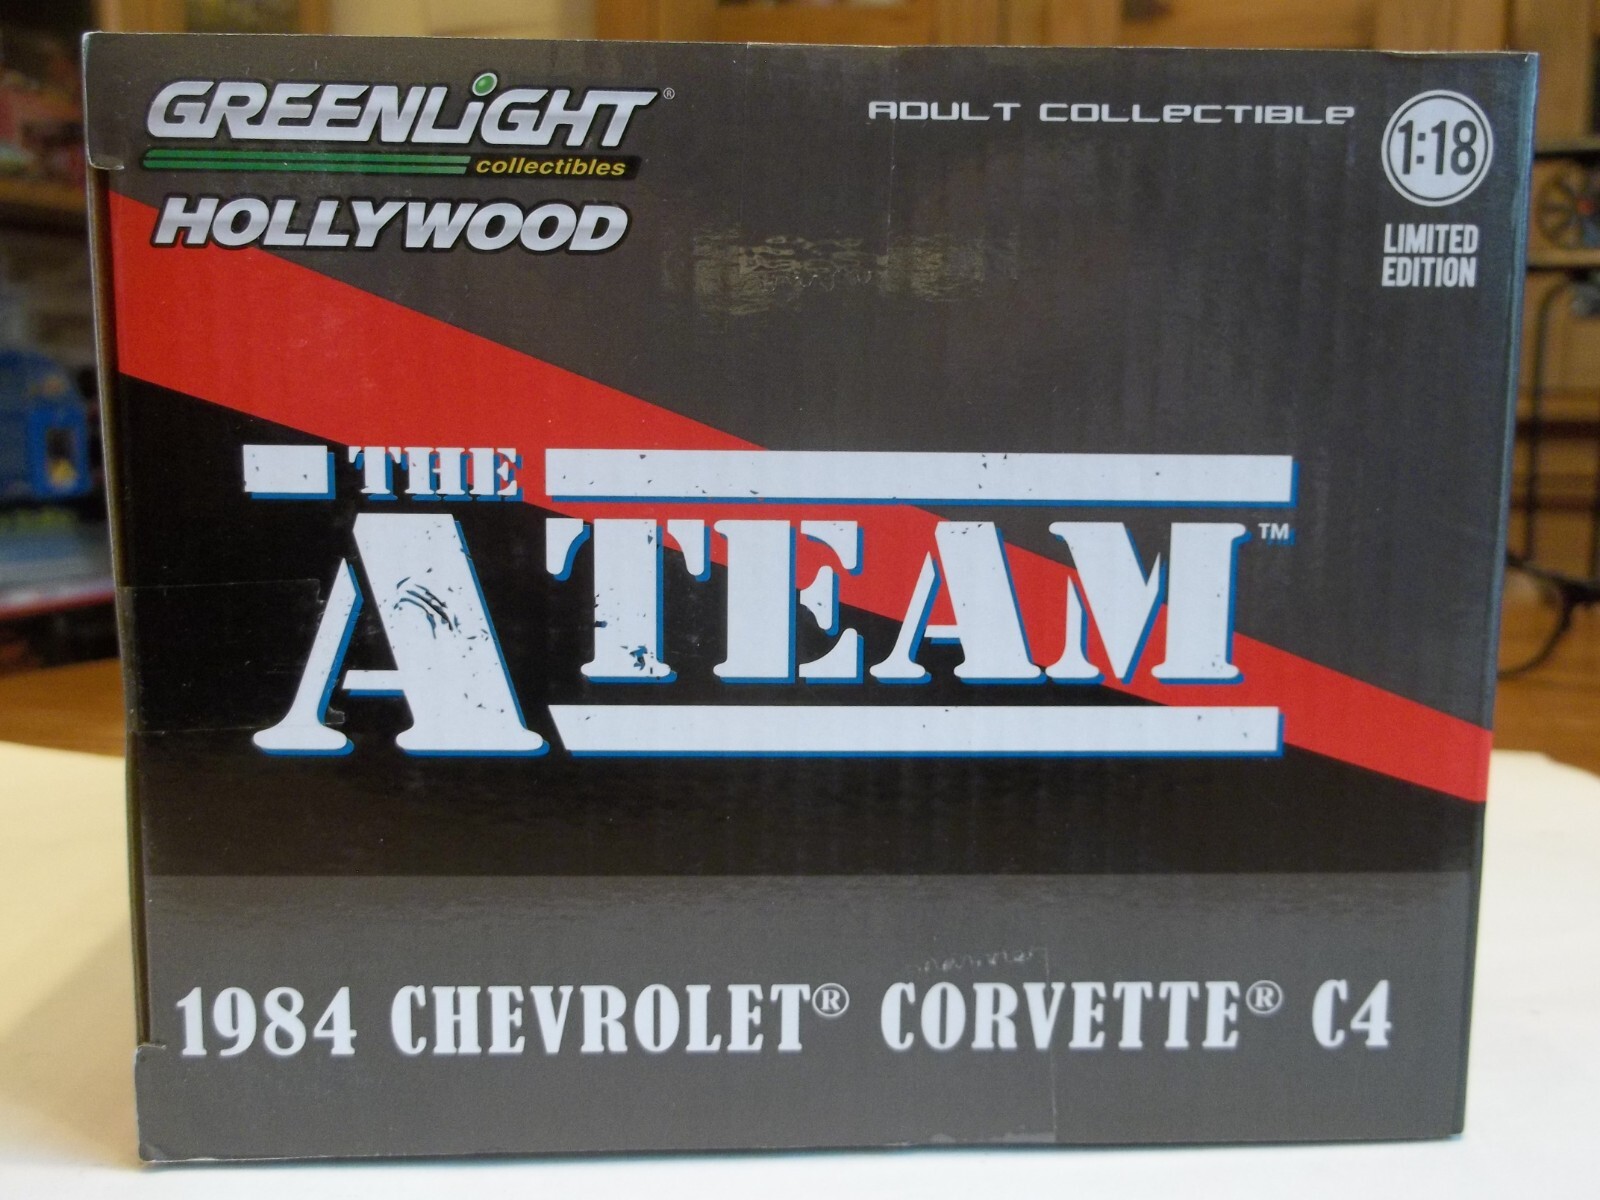 GREENLiGHT®
collectibles
HOLLYWOOD
ADULT COLLECTIBLE
1:18
LIMITED
EDITION
THE
A TEAM™
1984 CHEVROLET® CORVETTE® C4